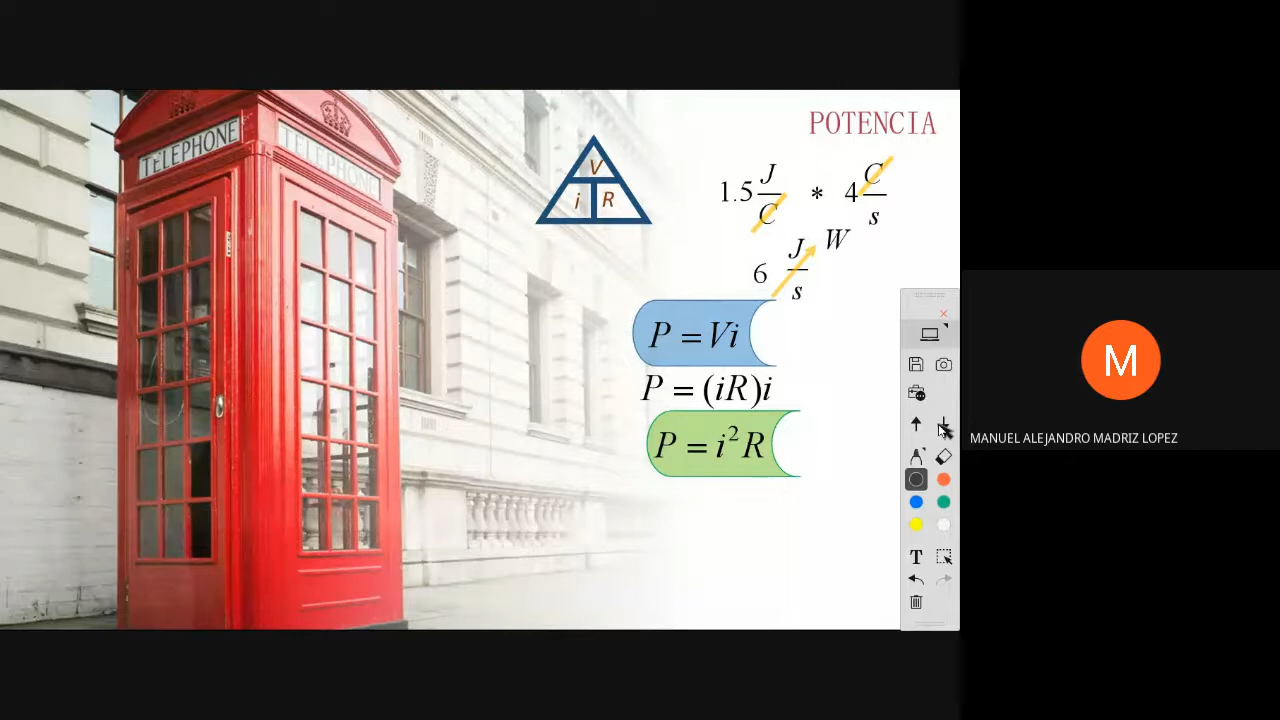 POTENCIA
TELEPHONE
TELEPHONE
V
i R
1.5 J/C * 4 C/s
6 J/s W
P = Vi
P = (iR)i
P = i²R
T
M
MANUEL ALEJANDRO MADRIZ LOPEZ